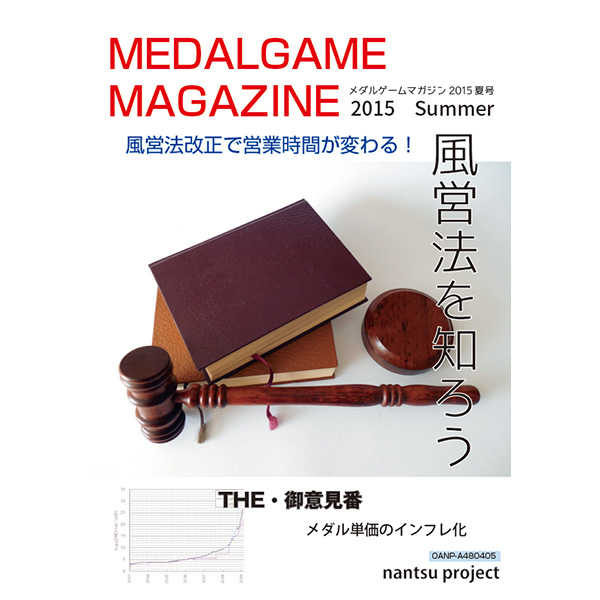 MEDALGAME
MAGAZINE
メダルゲームマガジン 2015 夏号
2015 Summer
風営法改正で営業時間が変わる！
風営法を知ろう
THE・御意見番
メダル単価のインフレ化
OANP-A480405
nantsu project